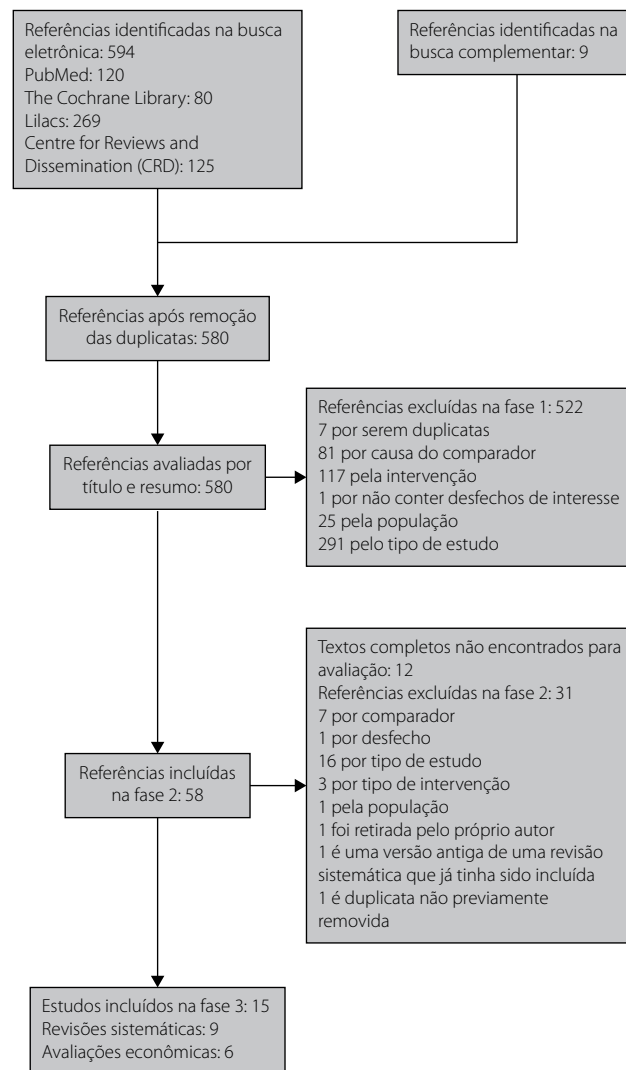 Referências identificadas na busca
eletrônica: 594
PubMed: 120
The Cochrane Library: 80
Lilacs: 269
Centre for Reviews and
Dissemination (CRD): 125
Referências identificadas na
busca complementar: 9
Referências após remoção
das duplicatas: 580
Referências avaliadas por
título e resumo: 580
Referências excluídas na fase 1: 522
7 por serem duplicatas
81 por causa do comparador
117 pela intervenção
1 por não conter desfechos de interesse
25 pela população
291 pelo tipo de estudo
Referências incluídas
na fase 2: 58
Textos completos não encontrados para
avaliação: 12
Referências excluídas na fase 2: 31
7 por comparador
1 por desfecho
16 por tipo de estudo
3 por tipo de intervenção
1 pela população
1 foi retirada pelo próprio autor
1 é uma versão antiga de uma revisão
sistemática que já tinha sido incluída
1 é duplicata não previamente
removida
Estudos incluídos na fase 3: 15
Revisões sistemáticas: 9
Avaliações econômicas: 6